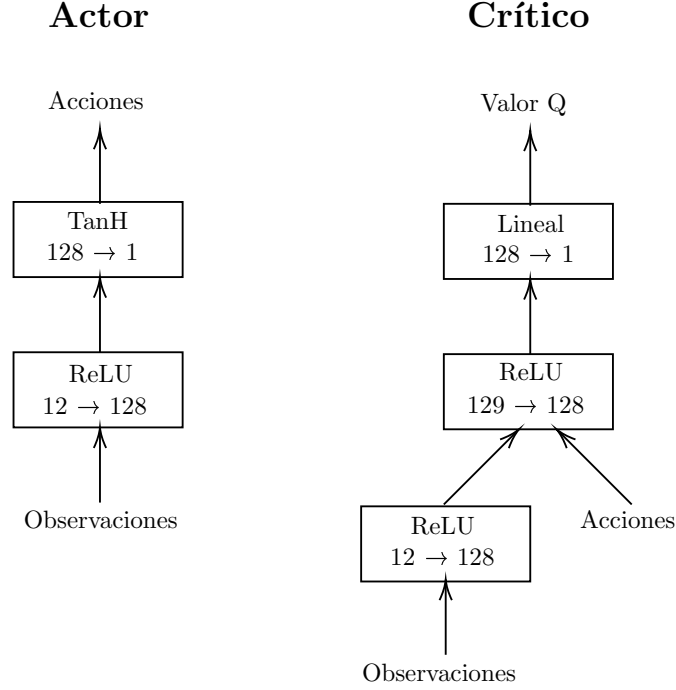 Actor
Acciones
TanH
128 → 1
ReLU
12 → 128
Observaciones
Crítico
Valor Q
Lineal
128 → 1
ReLU
129 → 128
ReLU
12 → 128
Acciones
Observaciones